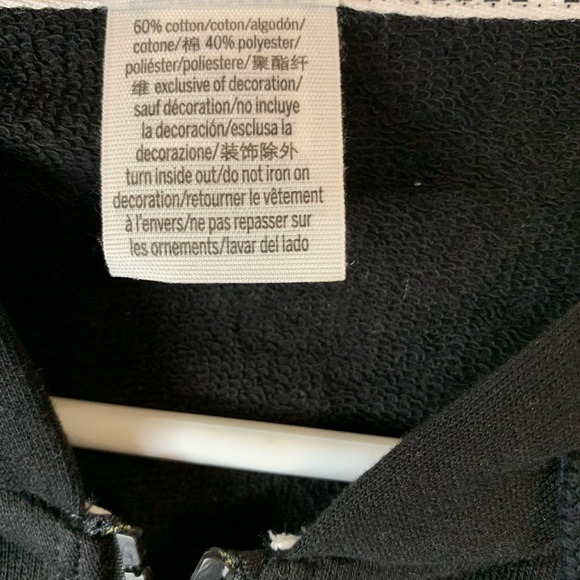 60% cotton/coton/algodón/
cotone/棉 40% polyester/
poliéster/poliestere/聚酯纤
维 exclusive of decoration/
sauf décoration/no incluye
la decoración/esclusa la
decorazione/装饰除外
turn inside out/do not iron on
decoration/retourner le vêtement
à l'envers/ne pas repasser sur
les ornements/lavar del lado